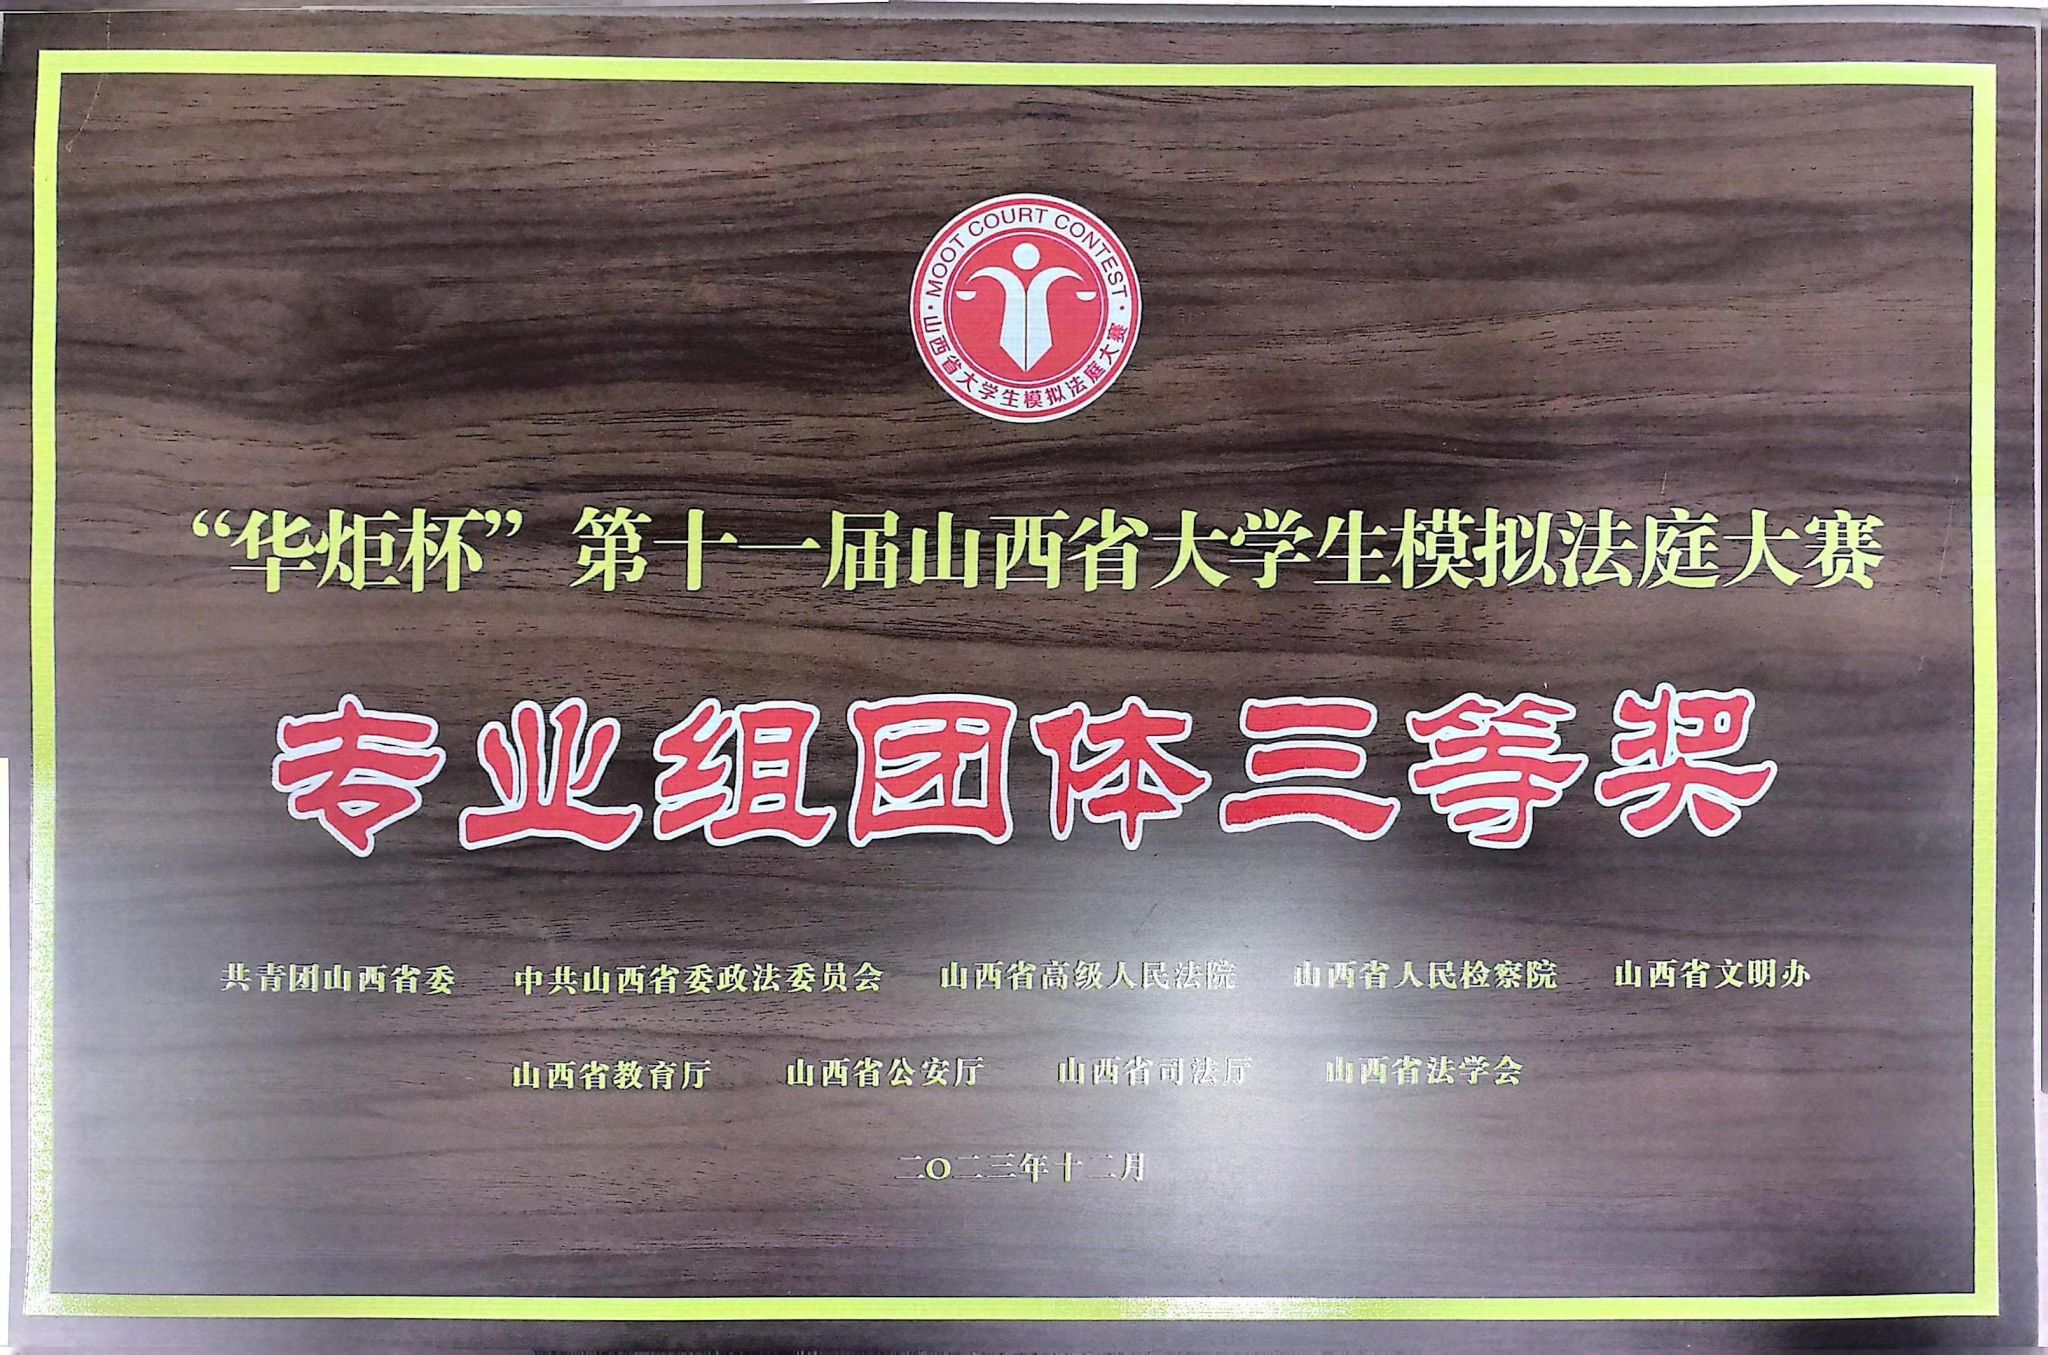 MOOT COURT CONTEST
山西省大学生模拟法庭大赛
“华炬杯”第十一届山西省大学生模拟法庭大赛
专业组团体三等奖
共青团山西省委 中共山西省委政法委员会 山西省高级人民法院 山西省人民检察院 山西省文明办
山西省教育厅 山西省公安厅 山西省司法厅 山西省法学会
二〇二三年十二月